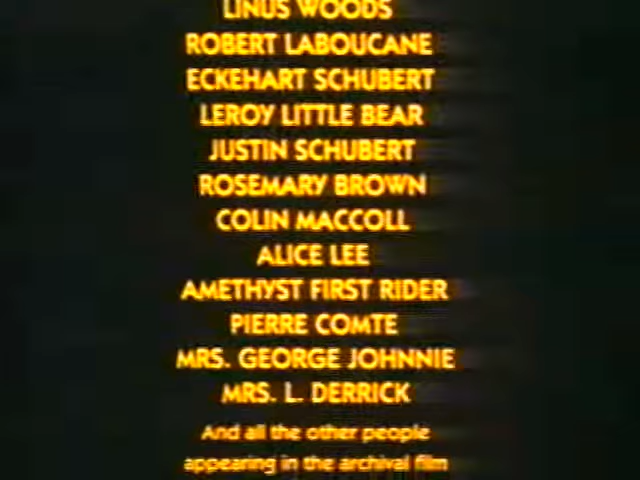 LINUS WOODS
ROBERT LABOUCANE
ECKEHART SCHUBERT
LEROY LITTLE BEAR
JUSTIN SCHUBERT
ROSEMARY BROWN
COLIN MACCOLL
ALICE LEE
AMETHYST FIRST RIDER
PIERRE COMTE
MRS. GEORGE JOHNNIE
MRS. L. DERRICK
And all the other people
appearing in the archival film